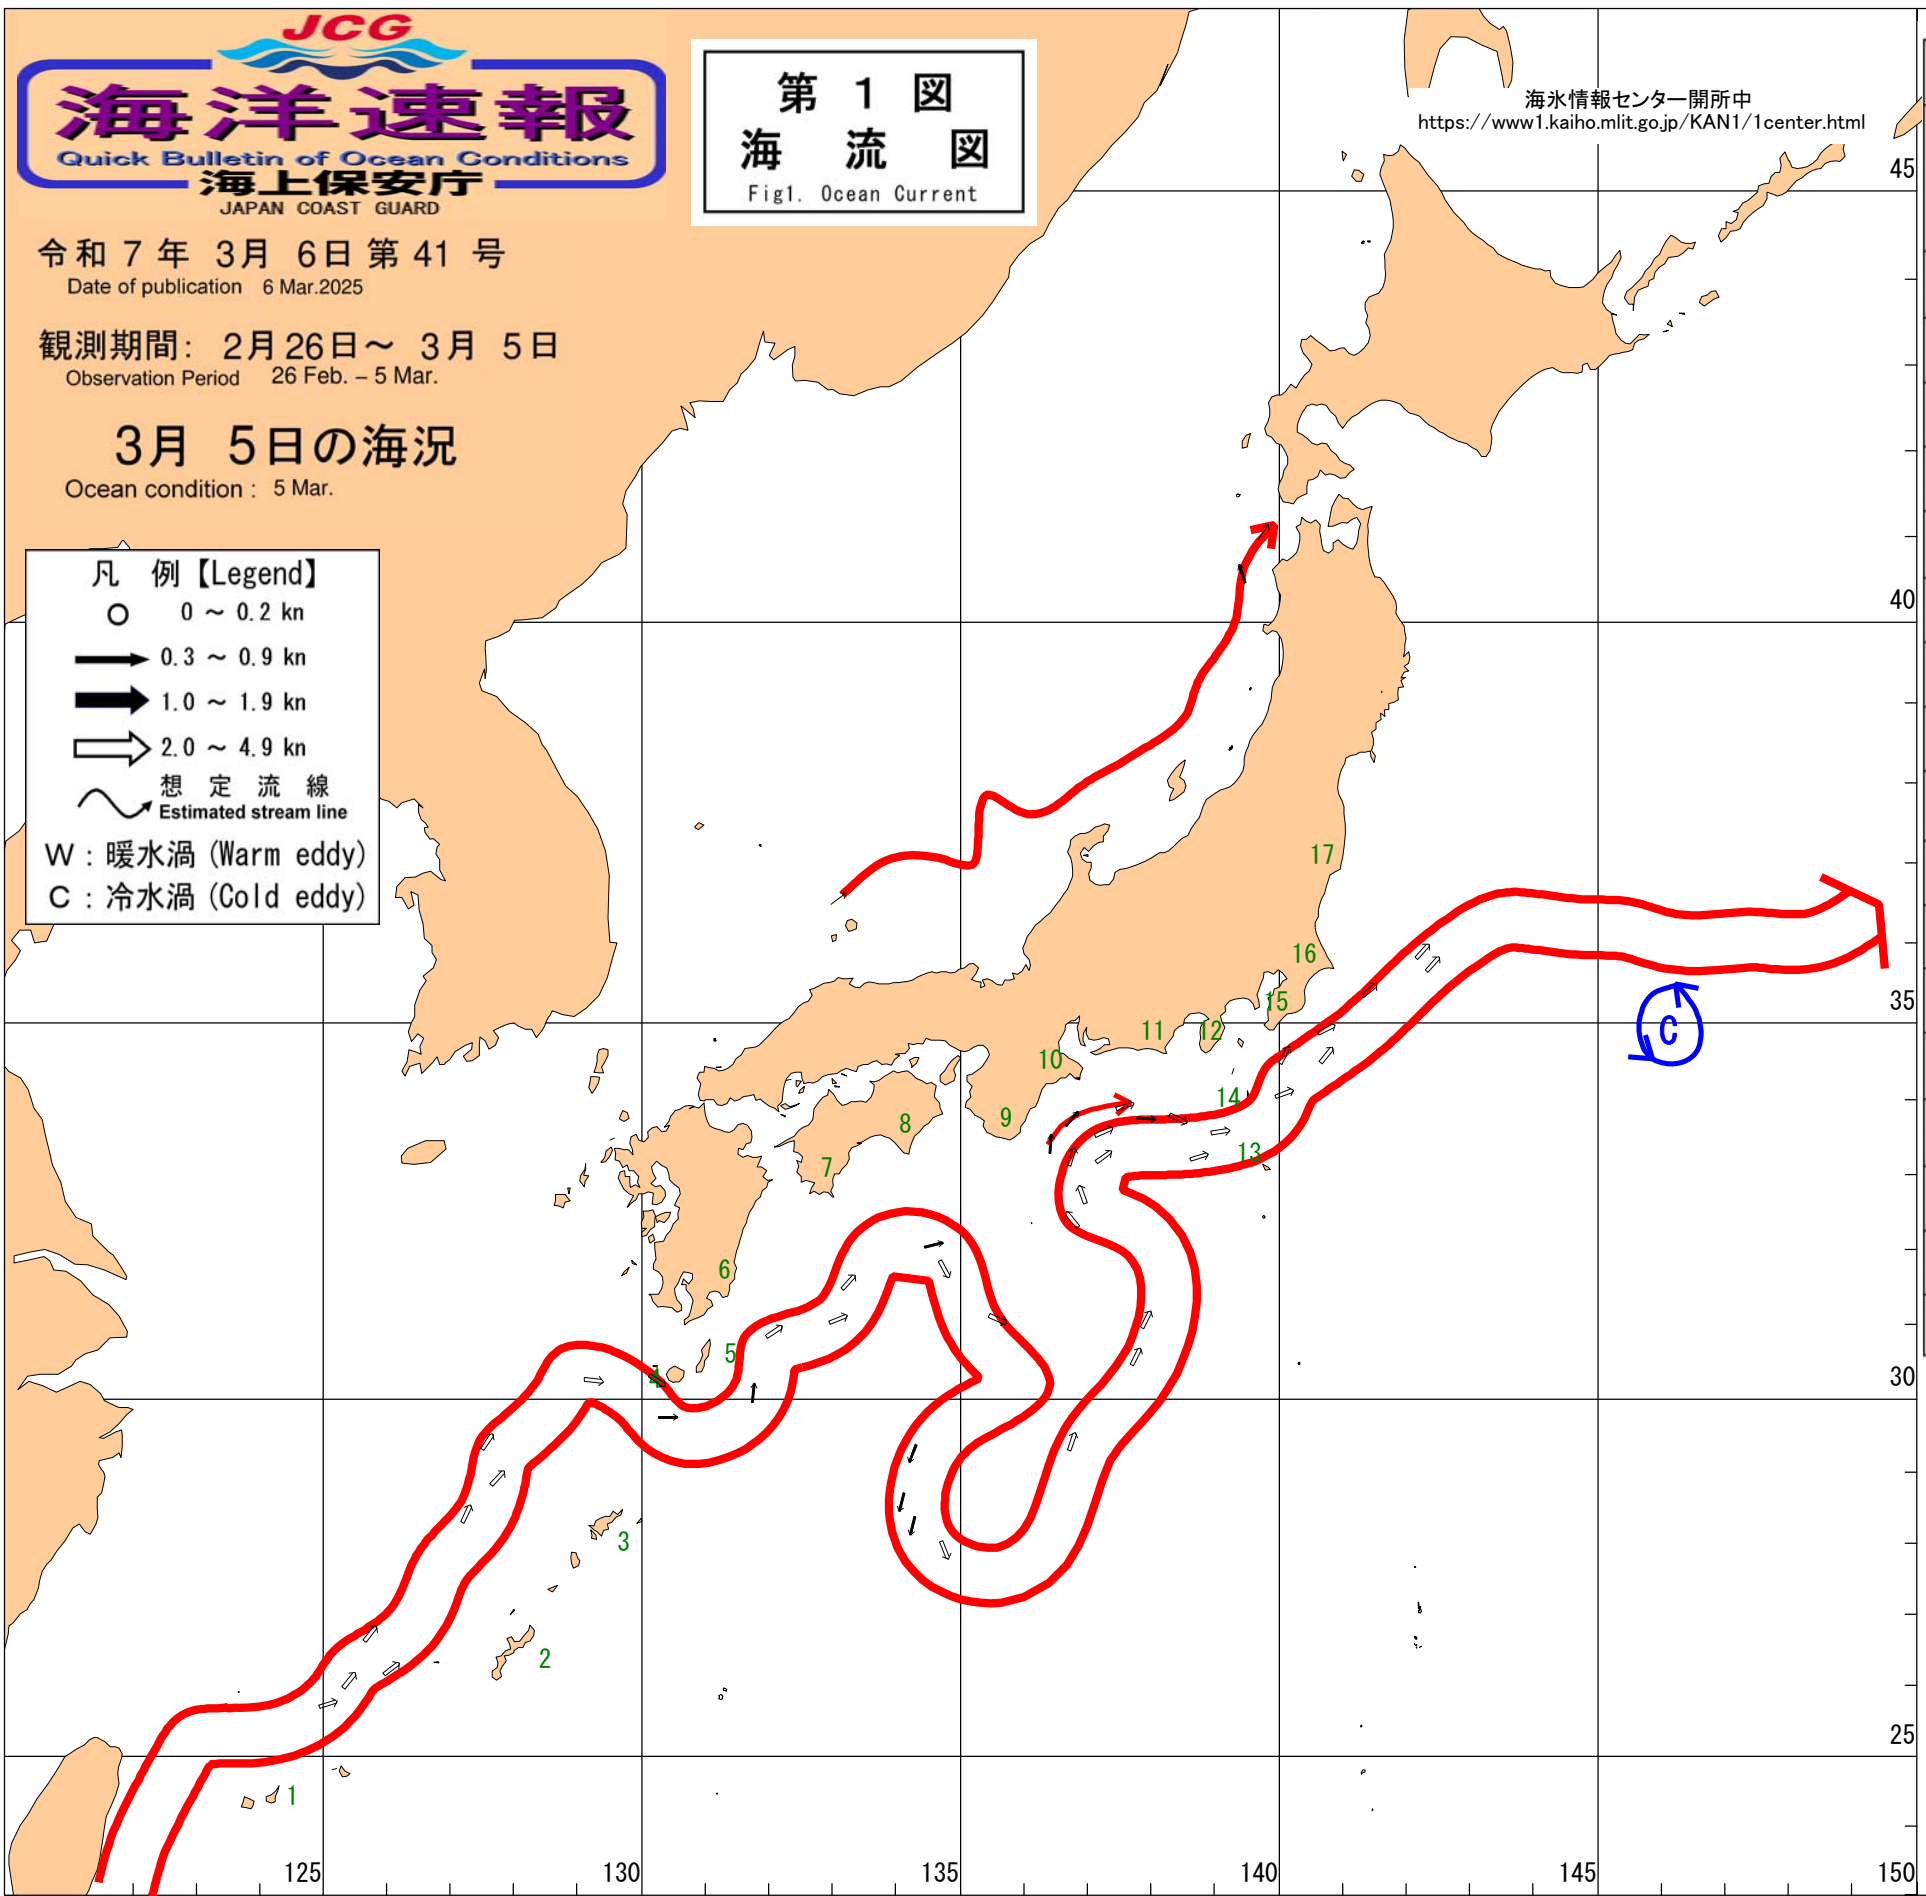 JCG
海洋速報
Quick Bulletin of Ocean Conditions
海上保安庁
JAPAN COAST GUARD
第 1 図
海 流 図
Fig1. Ocean Current
海氷情報センター開所中
https://www1.kaiho.mlit.go.jp/KAN1/1center.html
令和 7 年 3月 6日 第 41 号
Date of publication 6 Mar.2025
観測期間: 2月26日～ 3月 5日
Observation Period 26 Feb. – 5 Mar.
3月 5日の海況
Ocean condition : 5 Mar.
凡 例【Legend】
0 ～ 0.2 kn
0.3 ～ 0.9 kn
1.0 ～ 1.9 kn
2.0 ～ 4.9 kn
想 定 流 線
Estimated stream line
W : 暖水渦 (Warm eddy)
C : 冷水渦 (Cold eddy)
45
40
35
30
25
17
16
15
14
13
12
11
10
9
8
7
6
5
4
3
2
1
C
125
130
135
140
145
150